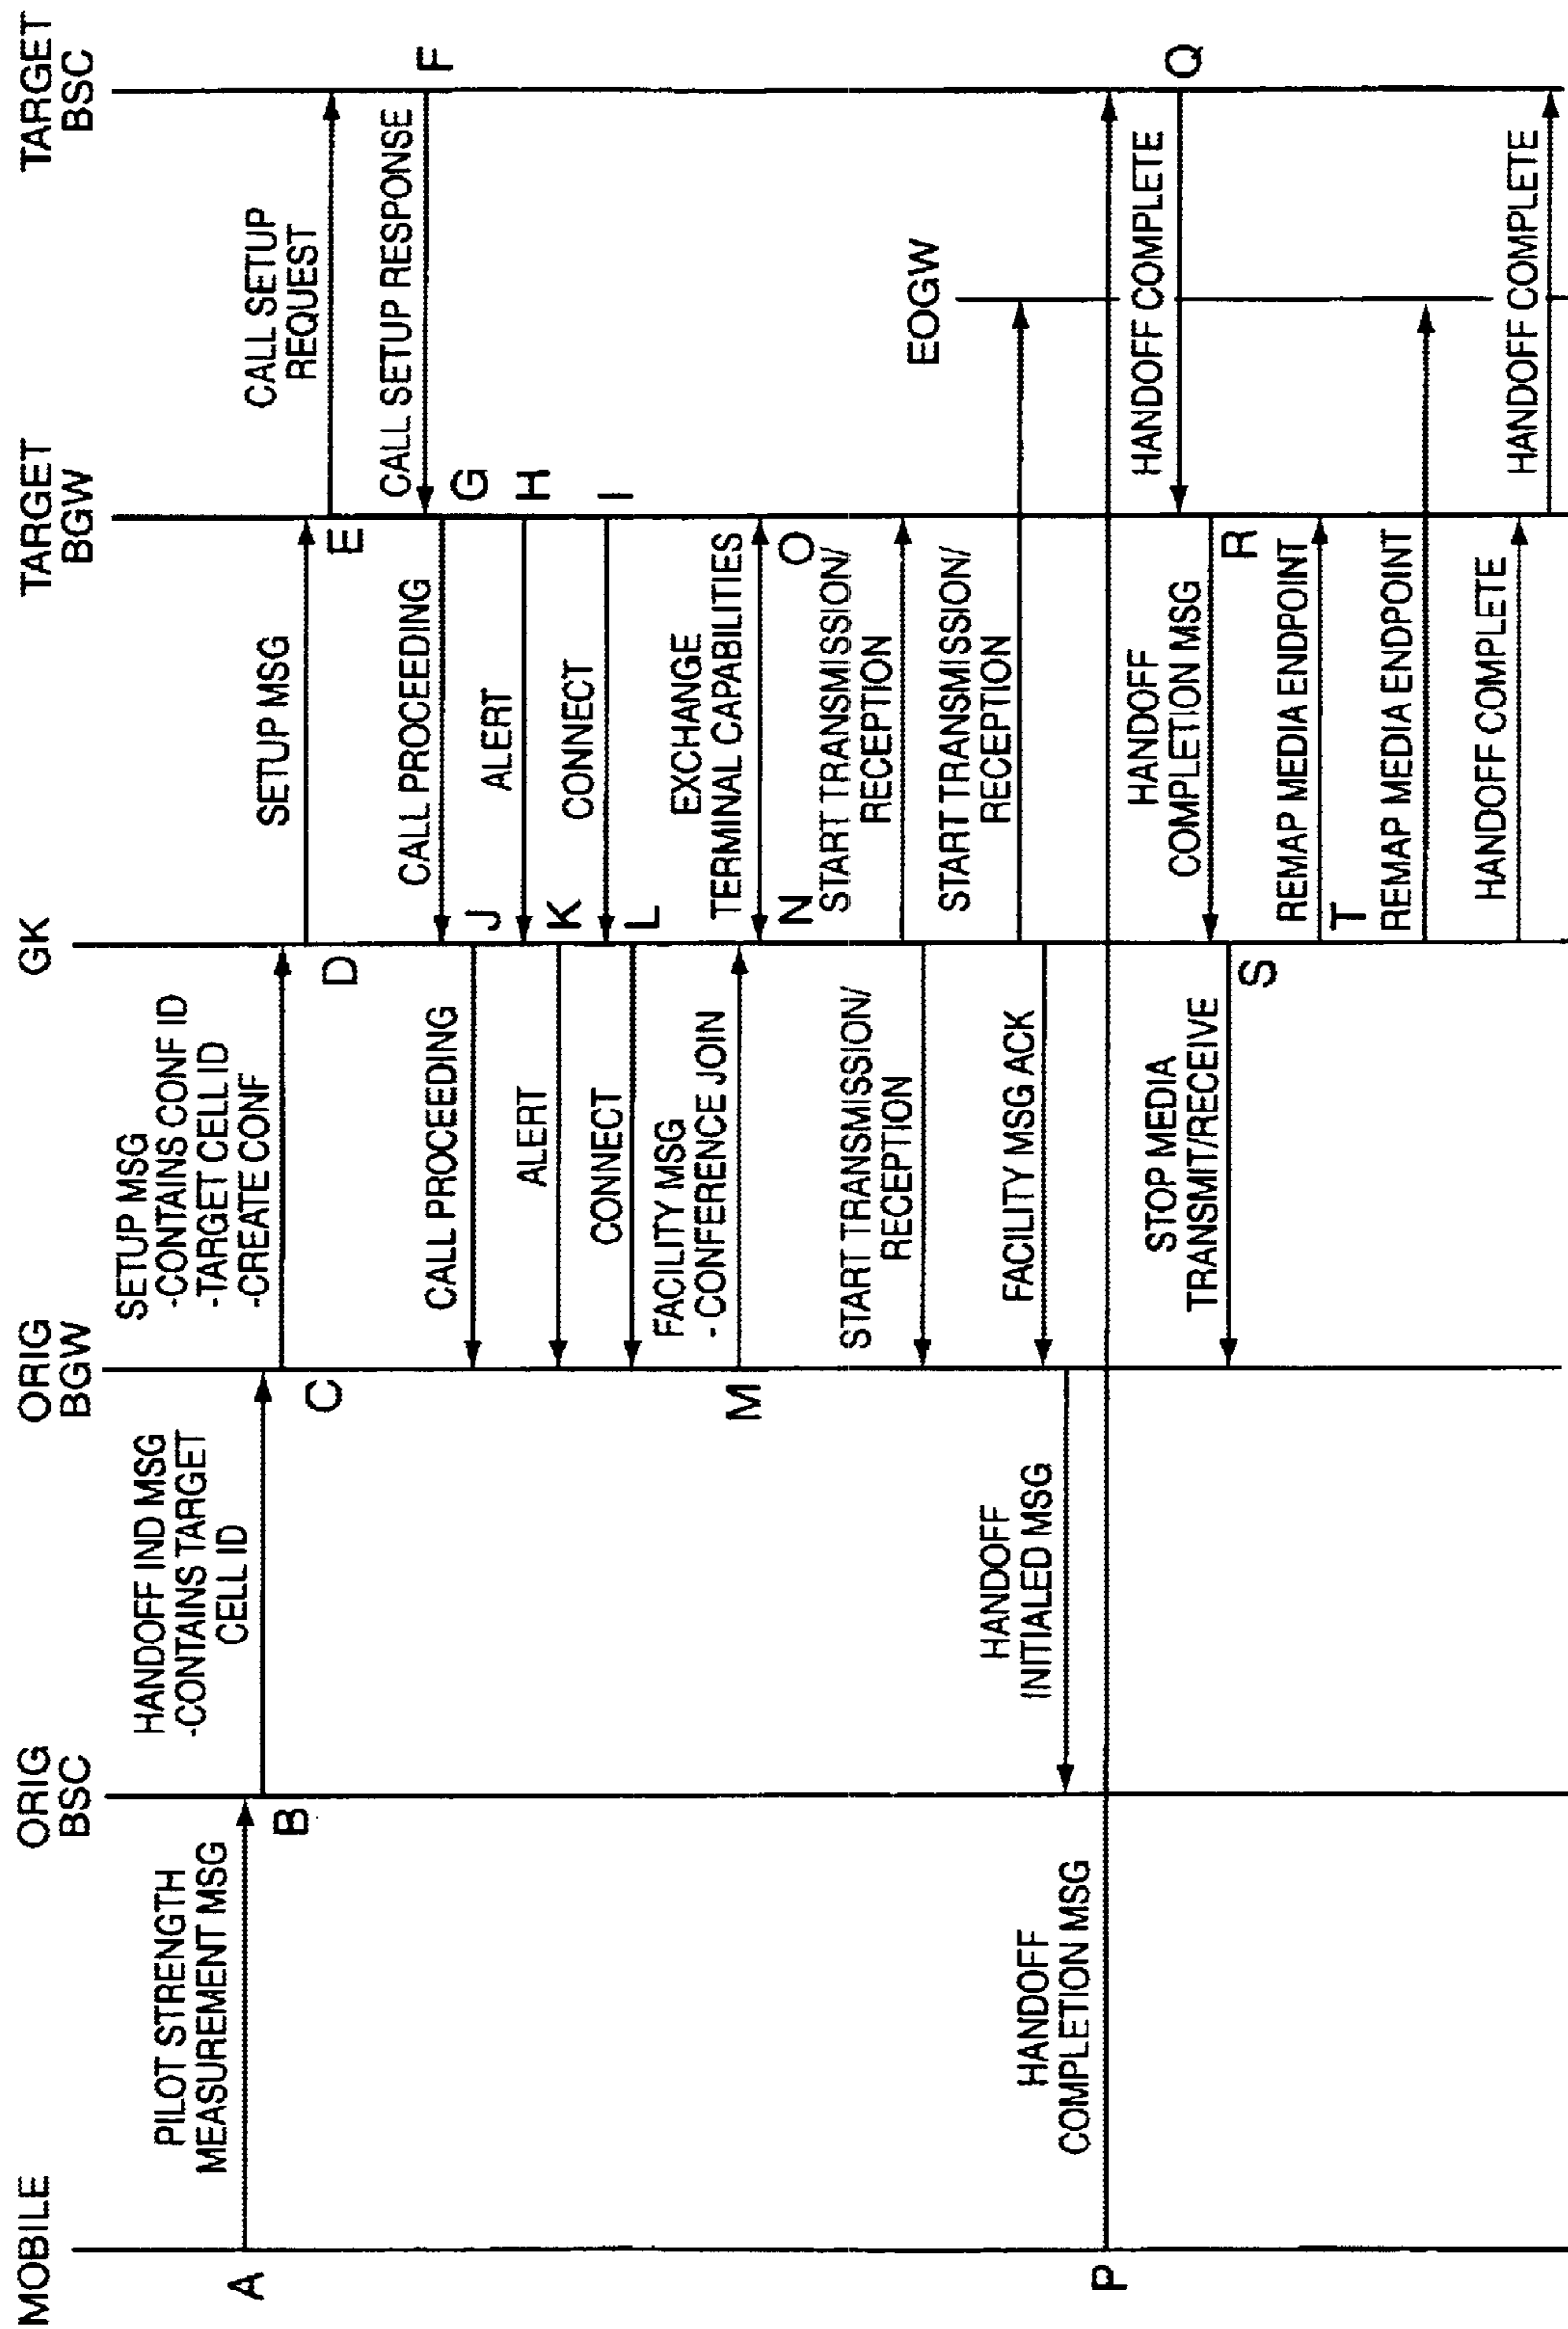 MOBILE
ORIG
BSC
ORIG
BGW
GK
TARGET
BGW
TARGET
BSC
A
PILOT STRENGTH
MEASUREMENT MSG
B
HANDOFF IND MSG
-CONTAINS TARGET
CELL ID
C
SETUP MSG
-CONTAINS CONF ID
-TARGET CELL ID
-CREATE CONF
D
SETUP MSG
E
CALL SETUP
REQUEST
F
CALL SETUP RESPONSE
G
CALL PROCEEDING
J
CALL PROCEEDING
H
ALERT
K
ALERT
I
CONNECT
L
CONNECT
FACILITY MSG
- CONFERENCE JOIN
M
EXCHANGE
TERMINAL CAPABILITIES
N
O
START TRANSMISSION/
RECEPTION
START TRANSMISSION/
RECEPTION
START TRANSMISSION/
RECEPTION
EOGW
FACILITY MSG ACK
HANDOFF
INITIALED MSG
P
HANDOFF
COMPLETION MSG
Q
HANDOFF COMPLETE
R
HANDOFF
COMPLETION MSG
S
STOP MEDIA
TRANSMIT/RECEIVE
REMAP MEDIA ENDPOINT
T
REMAP MEDIA ENDPOINT
HANDOFF COMPLETE
HANDOFF COMPLETE